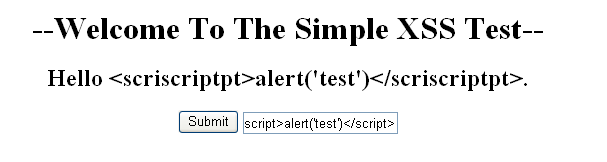 --Welcome To The Simple XSS Test--
Hello <scriscriptpt>alert('test')</scriscriptpt>.
Submit script>alert('test')</script>